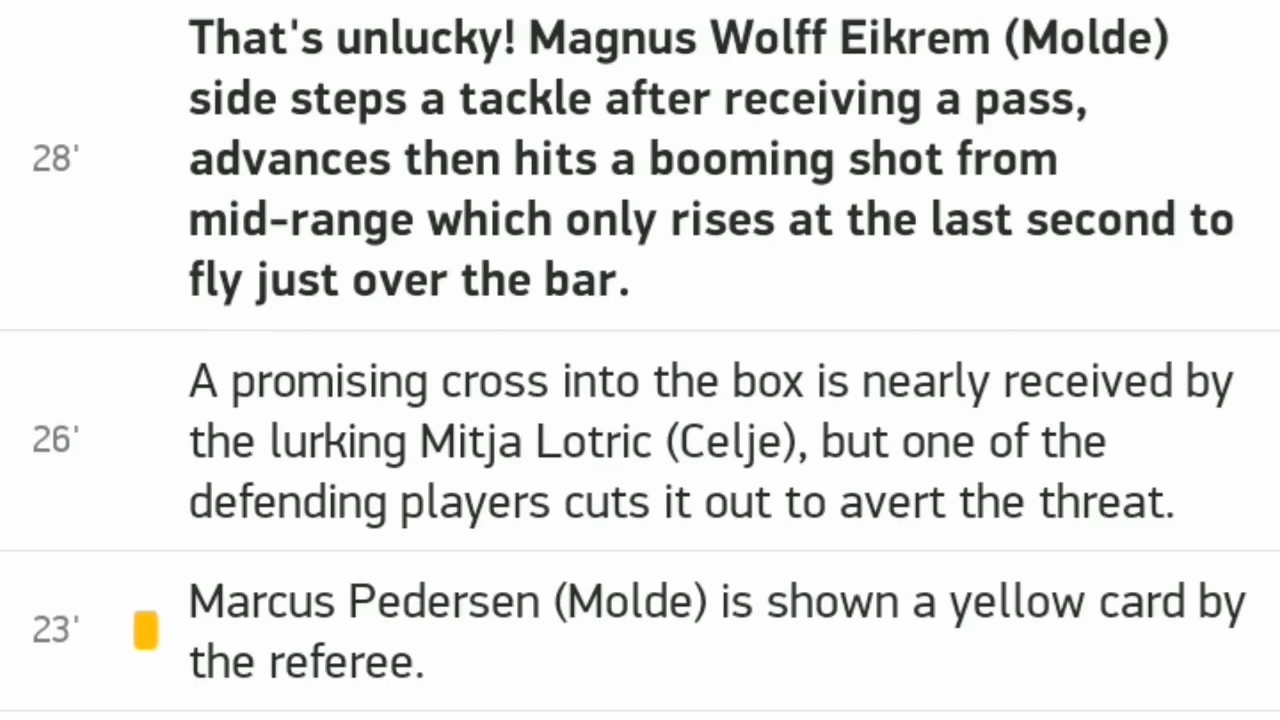 That's unlucky! Magnus Wolff Eikrem (Molde)
side steps a tackle after receiving a pass,
28'
advances then hits a booming shot from
mid-range which only rises at the last second to
fly just over the bar.
A promising cross into the box is nearly received by
26'
the lurking Mitja Lotric (Celje), but one of the
defending players cuts it out to avert the threat.
23'
Marcus Pedersen (Molde) is shown a yellow card by
the referee.